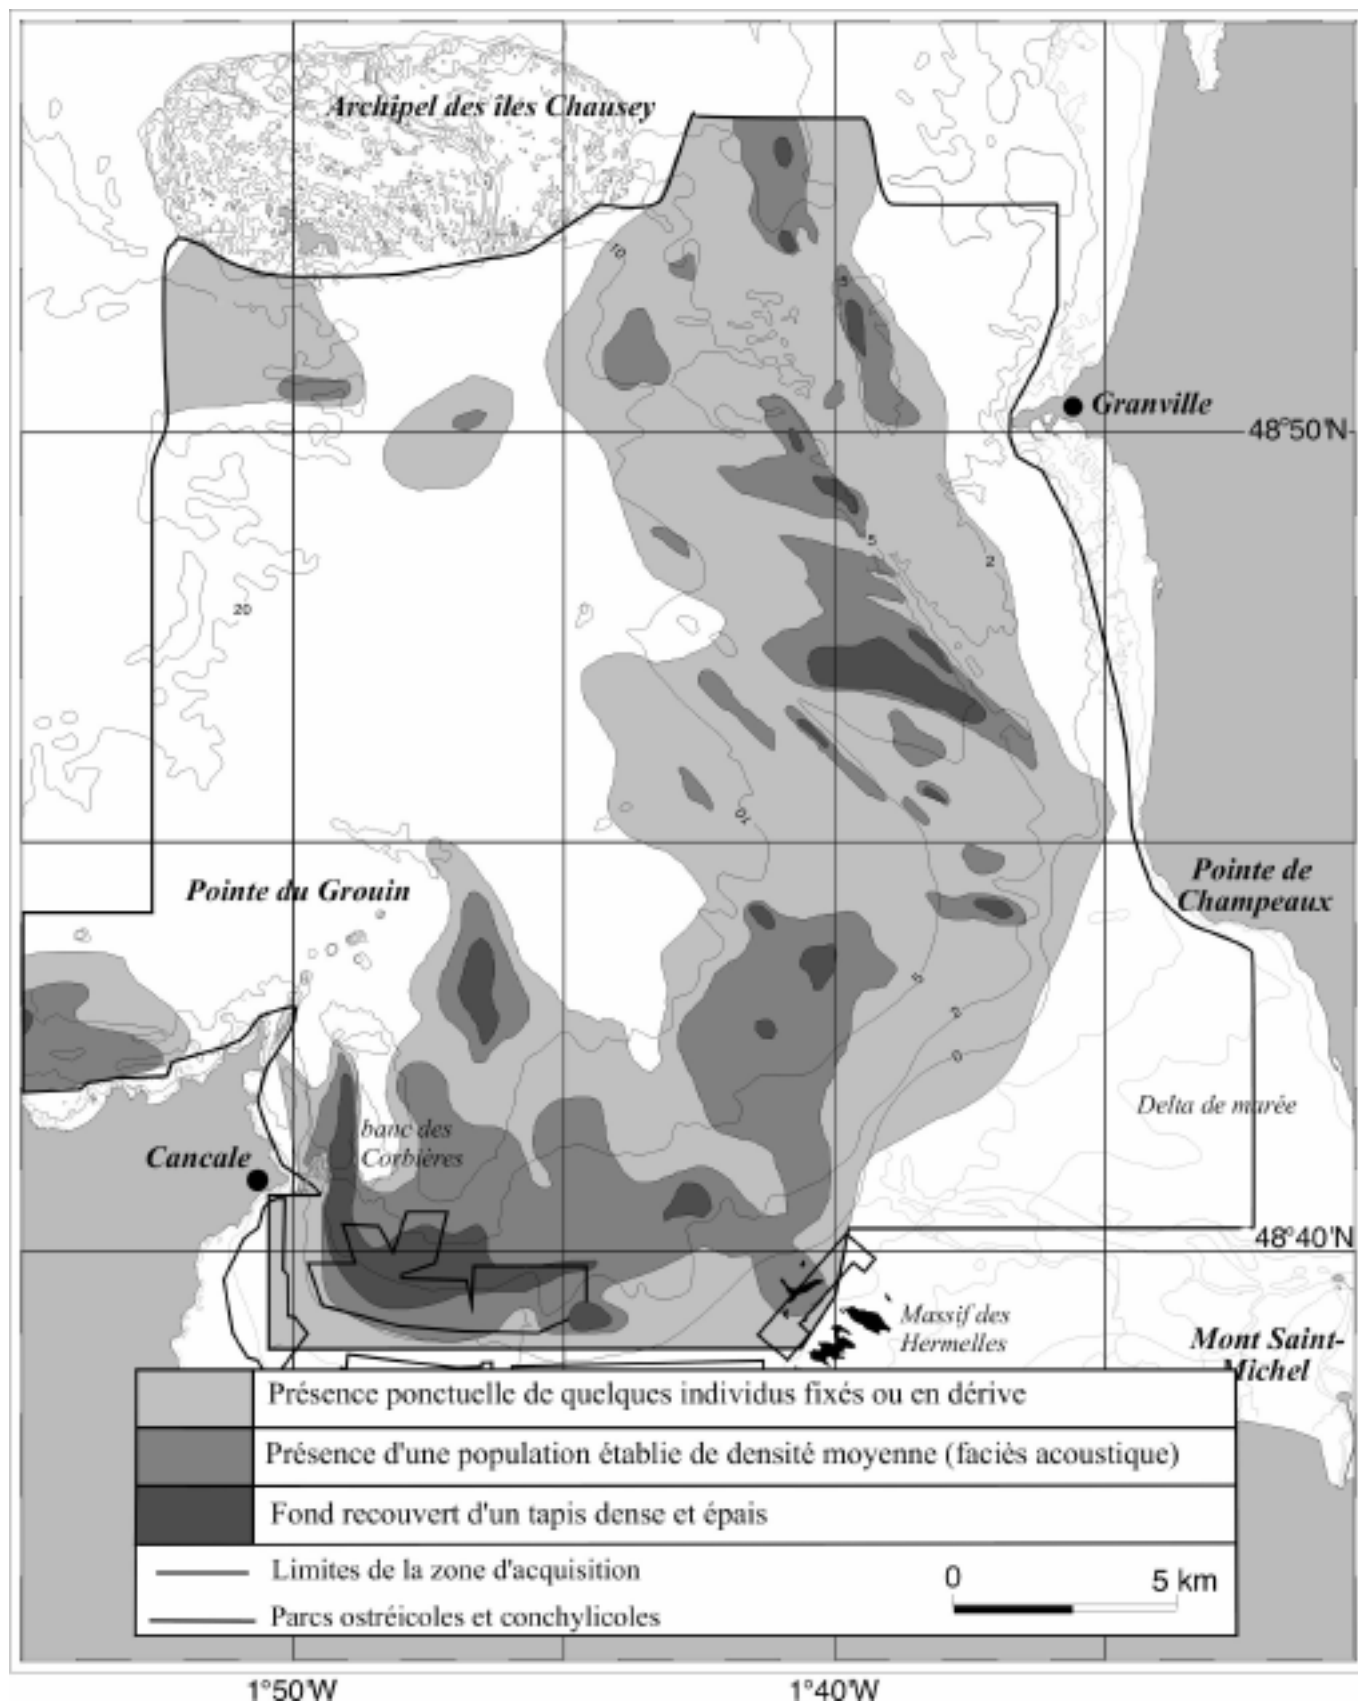 Archipel des îles Chausey
10
5
Granville
48°50'N
5
2
20
10
Pointe du Grouin
Pointe de
Champeaux
5
2
0
Delta de marée
banc des
Corbières
Cancale
48°40'N
Massif des
Hermelles
Mont Saint-
Michel
Présence ponctuelle de quelques individus fixés ou en dérive
Présence d'une population établie de densité moyenne (faciès acoustique)
Fond recouvert d'un tapis dense et épais
Limites de la zone d'acquisition
0 5 km
Parcs ostréicoles et conchylicoles
1°50'W 1°40'W